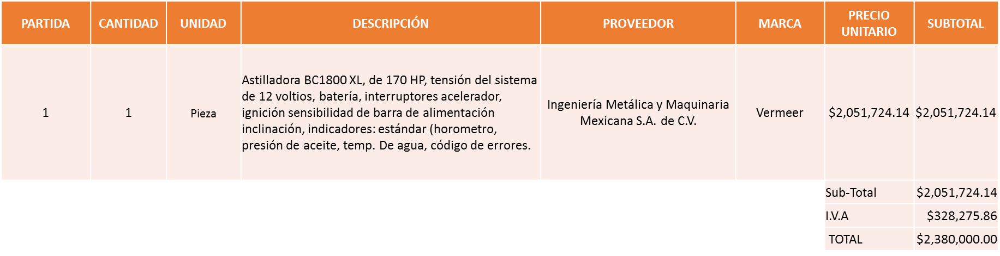 PARTIDA CANTIDAD UNIDAD DESCRIPCIÓN PROVEEDOR MARCA PRECIO UNITARIO SUBTOTAL
1 1 Pieza
Astilladora BC1800 XL, de 170 HP, tensión del sistema
de 12 voltios, batería, interruptores acelerador,
ignición sensibilidad de barra de alimentación
inclinación, indicadores: estándar (horometro,
presión de aceite, temp. De agua, código de errores.
Ingeniería Metálica y Maquinaria
Mexicana S.A. de C.V.
Vermeer $2,051,724.14 $2,051,724.14
Sub-Total $2,051,724.14
I.V.A $328,275.86
TOTAL $2,380,000.00